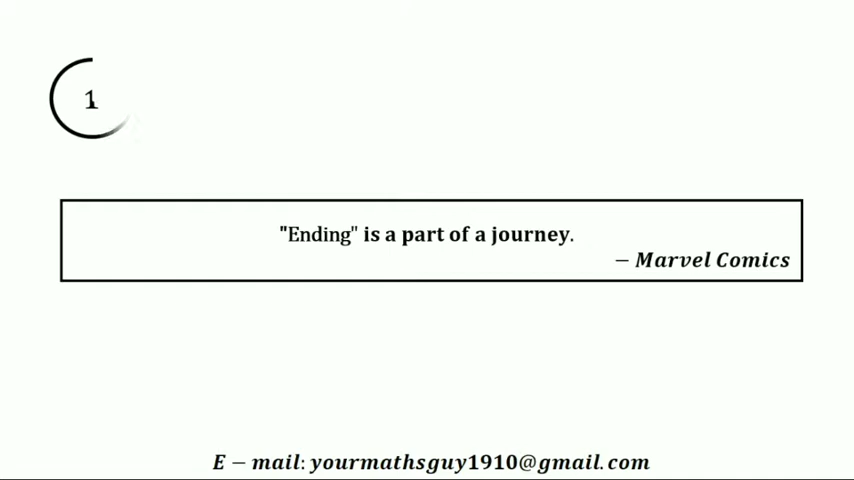 1
"Ending" is a part of a journey.
– Marvel Comics
E – mail: yourmathsguy1910@gmail.com